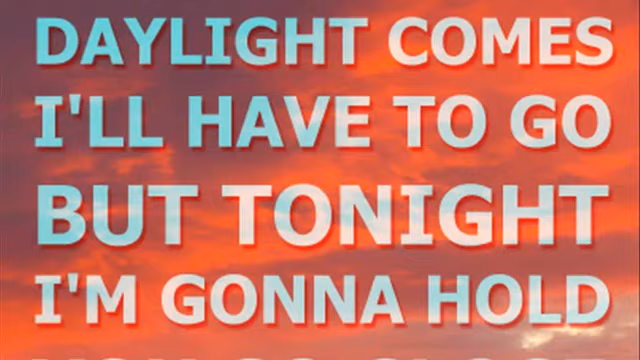 DAYLIGHT COMES
I'LL HAVE TO GO
BUT TONIGHT
I'M GONNA HOLD